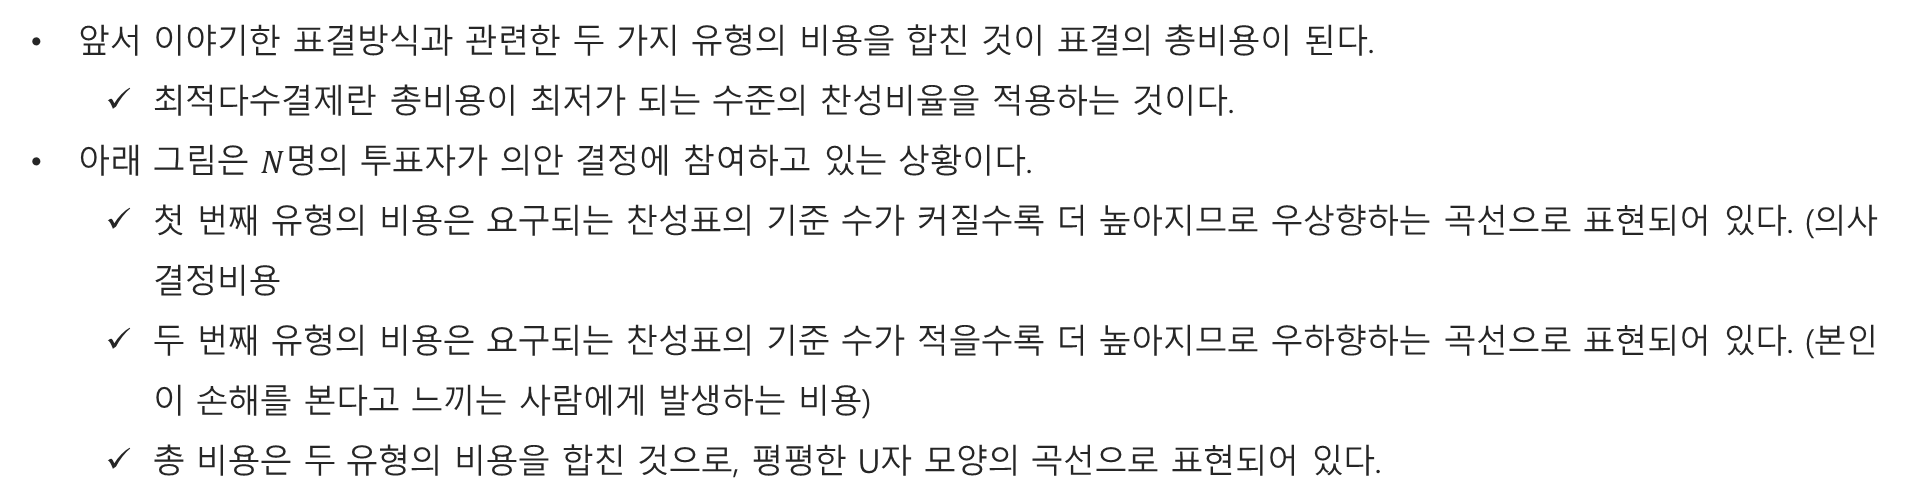 • 앞서 이야기한 표결방식과 관련한 두 가지 유형의 비용을 합친 것이 표결의 총비용이 된다.
✓ 최적다수결제란 총비용이 최저가 되는 수준의 찬성비율을 적용하는 것이다.
• 아래 그림은 N명의 투표자가 의안 결정에 참여하고 있는 상황이다.
✓ 첫 번째 유형의 비용은 요구되는 찬성표의 기준 수가 커질수록 더 높아지므로 우상향하는 곡선으로 표현되어 있다. (의사
결정비용
✓ 두 번째 유형의 비용은 요구되는 찬성표의 기준 수가 적을수록 더 높아지므로 우하향하는 곡선으로 표현되어 있다. (본인
이 손해를 본다고 느끼는 사람에게 발생하는 비용)
✓ 총 비용은 두 유형의 비용을 합친 것으로, 평평한 U자 모양의 곡선으로 표현되어 있다.